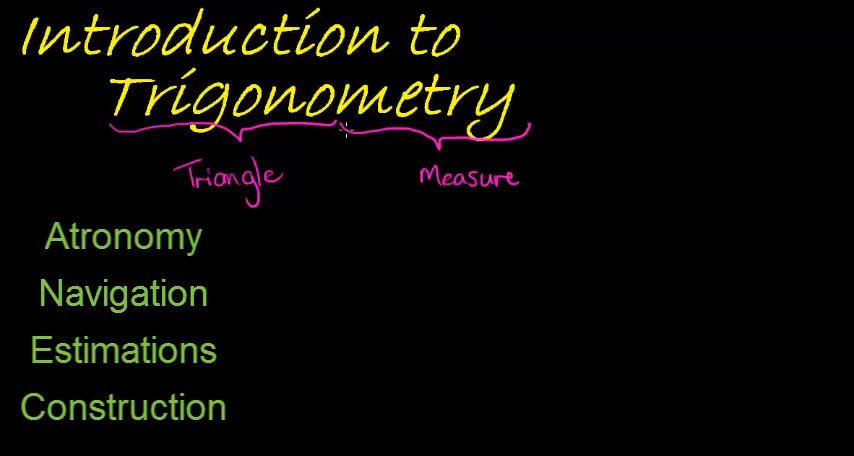 Introduction to
Trigonometry
Triangle Measure
Atronomy
Navigation
Estimations
Construction